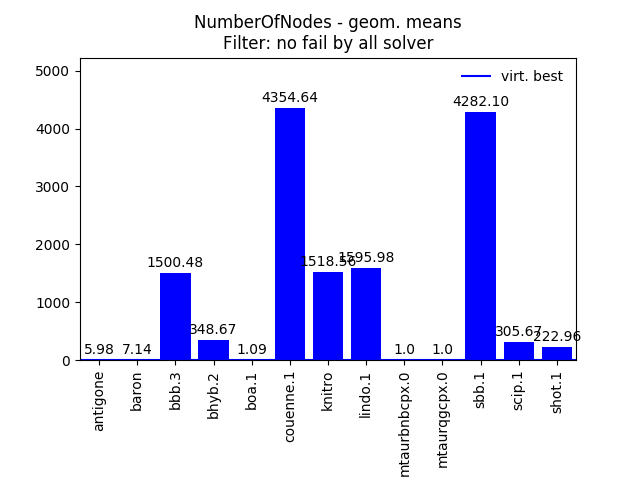 NumberOfNodes - geom. means
Filter: no fail by all solver
virt. best
5000
4000
3000
2000
1000
0
5.98
7.14
1500.48
348.67
1.09
4354.64
1518.56
1595.98
1.0
1.0
4282.10
305.67
222.96
antigone
baron
bbb.3
bhyb.2
boa.1
couenne.1
knitro
lindo.1
mtaurbnbcpx.0
mtaurqgcpx.0
sbb.1
scip.1
shot.1